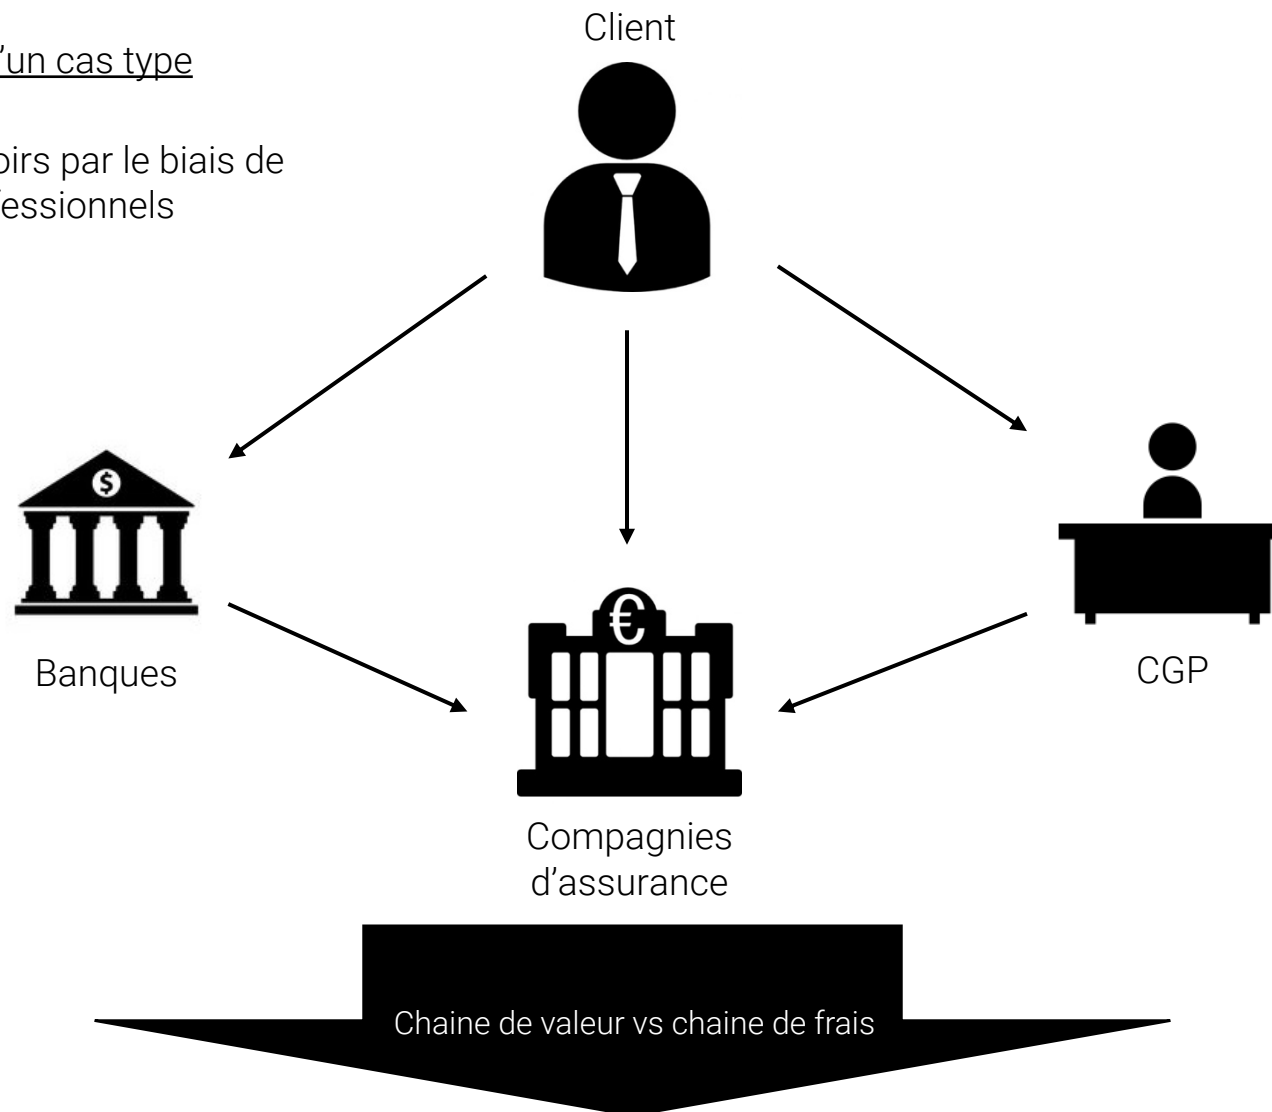 Client
'un cas type
oirs par le biais de
essionnels
$
€
Banques
CGP
Compagnies
d'assurance
Chaine de valeur vs chaine de frais